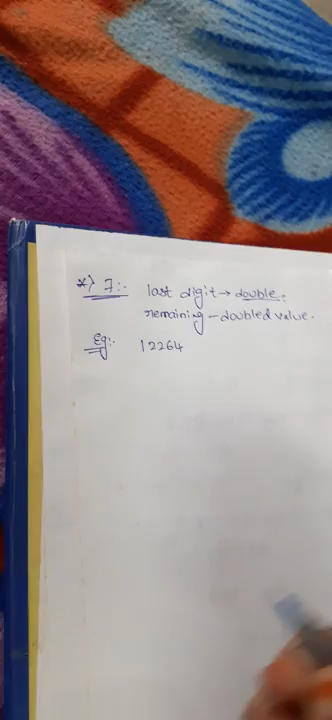 *) 7:- last digit → double.
remaining - doubled value.
Eg:- 12264